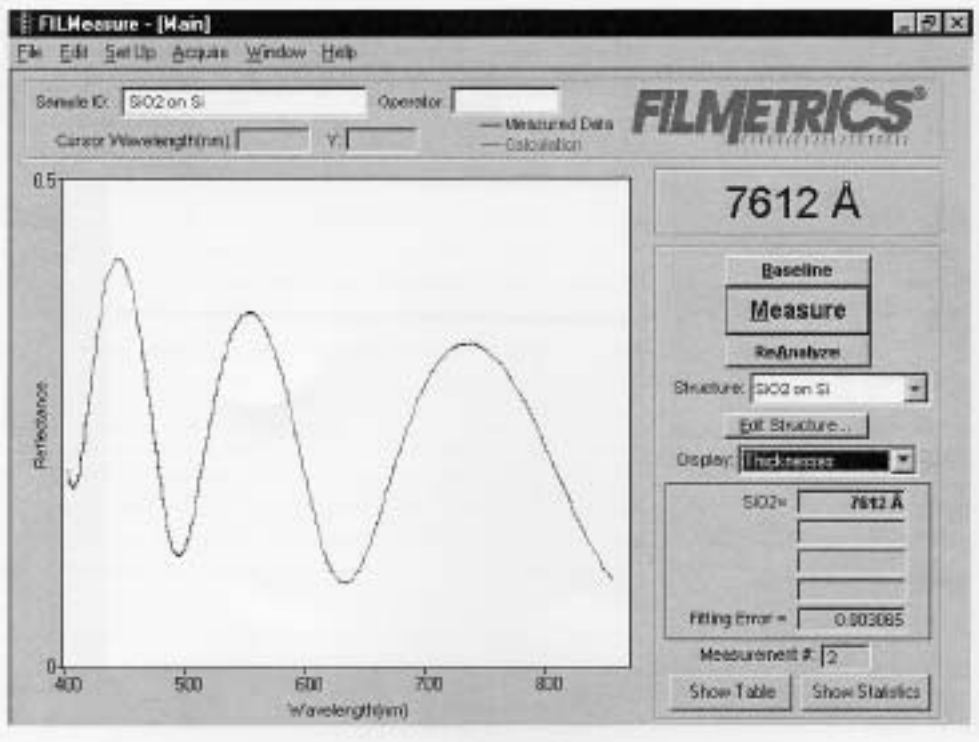 FILMeasure - [Main]
File Edit Set Up Acquire Window Help
Sample ID: SiO2 on Si Operator:
FILMETRICS®
Cursor Wavelength(nm) Y:
Measured Data
Calculation
0.5
7612 Å
Baseline
Measure
ReAnalyze
Structure: SiO2 on Si
Edit Structure...
Display: Thicknesses
SiO2= 7612 Å
Fitting Error = 0.003065
Measurement #: 2
Show Table Show Statistics
Reflectance
0
400 500 600 700 800
Wavelength(nm)